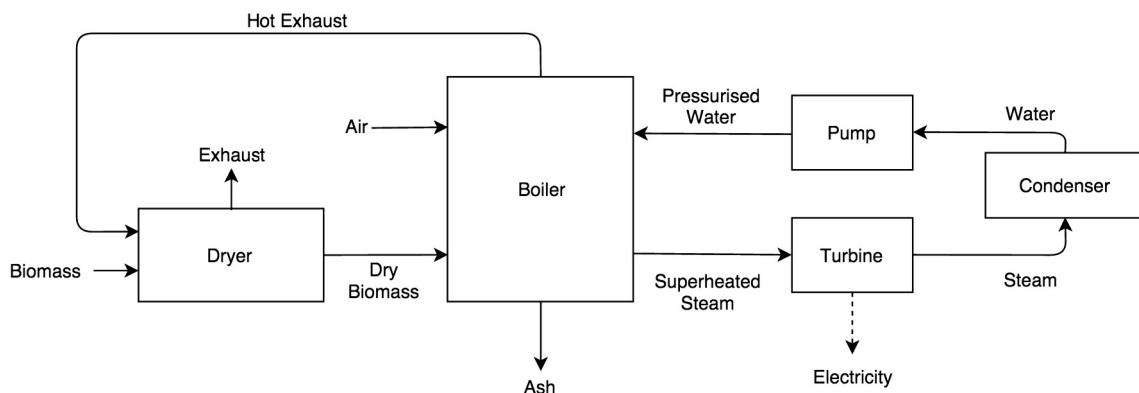 Hot Exhaust
Pressurised
Water
Water
Air
Pump
Exhaust
Boiler
Condenser
Dryer
Turbine
Biomass
Dry
Biomass
Superheated
Steam
Steam
Electricity
Ash